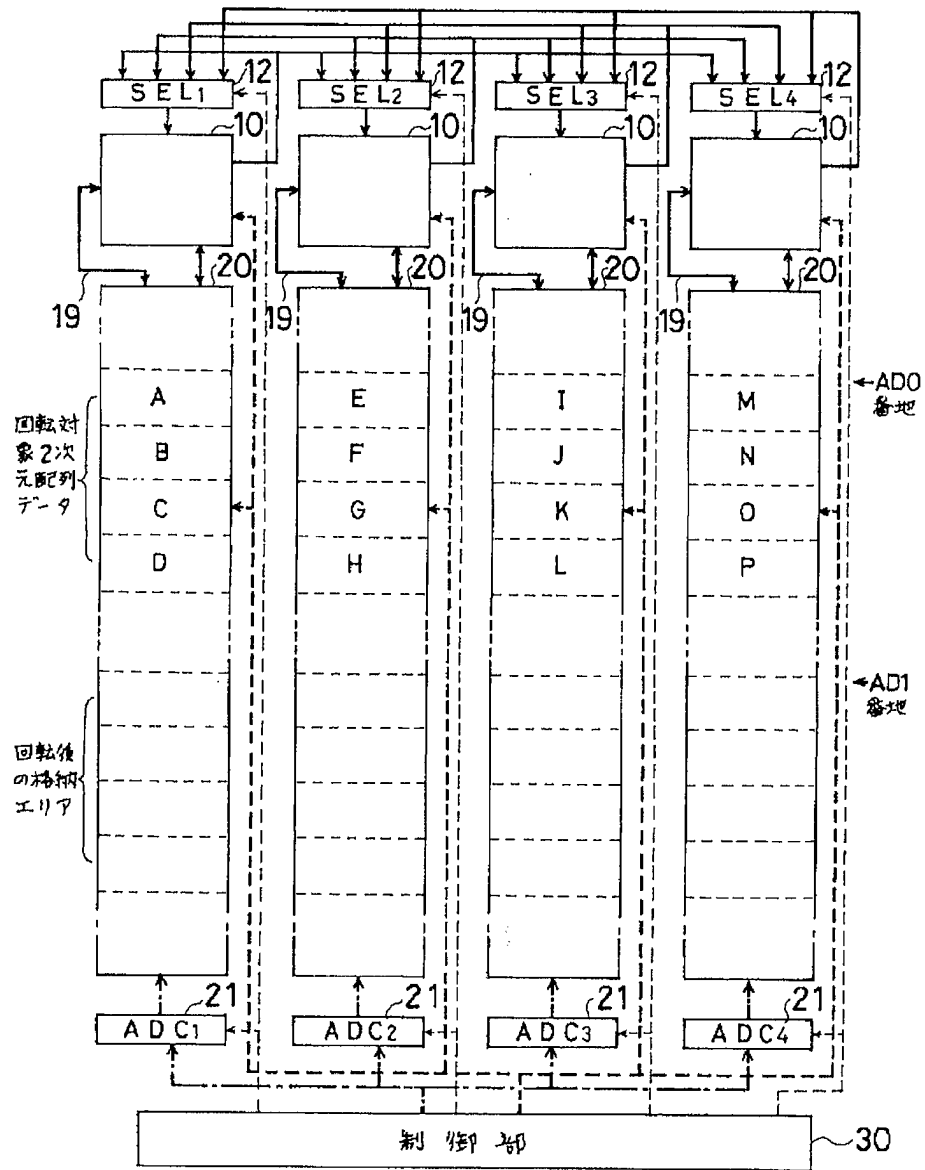 12 12 12 12
SEL1 SEL2 SEL3 SEL4
10 10 10 10
20 20 20 20
19 19 19 19
←AD0
番地
A E I M
回転対
象2次
元配列
データ
B F J N
C G K O
D H L P
←AD1
番地
回転後
の格納
エリア
21 21 21 21
ADC1 ADC2 ADC3 ADC4
制御部
30